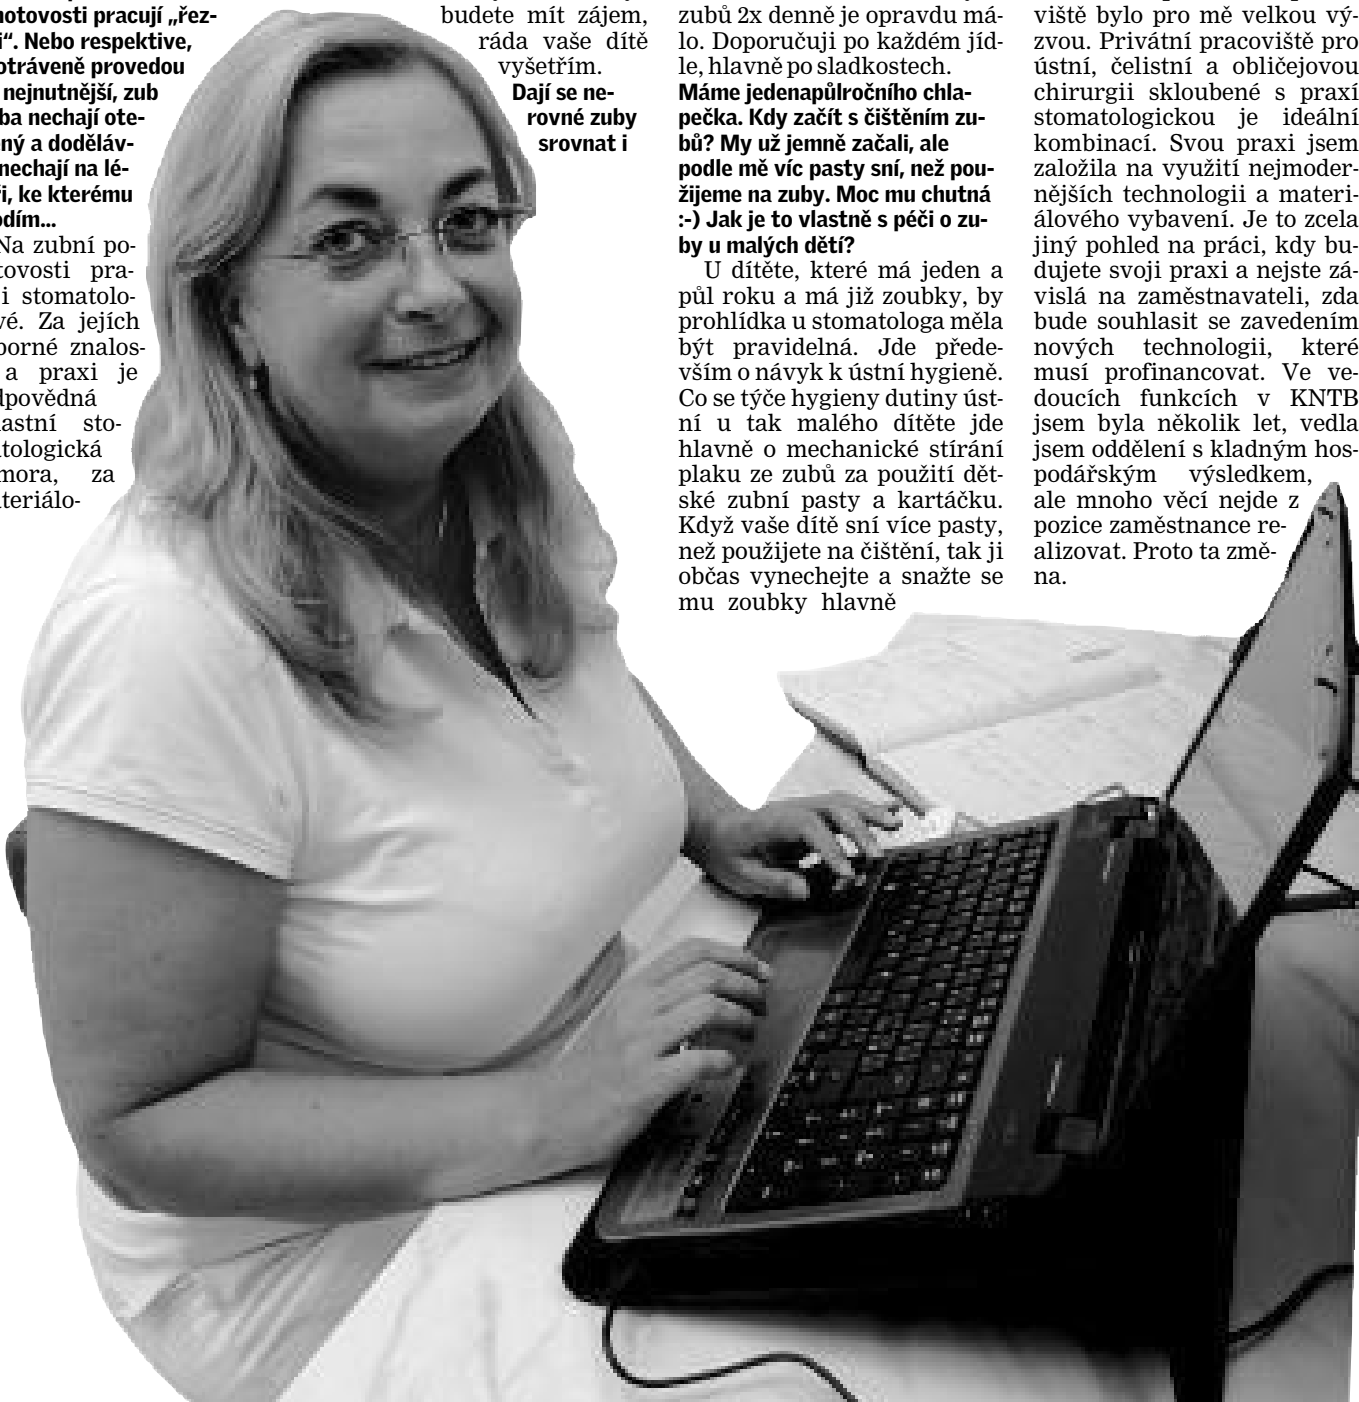 hotovosti pracují „řez-
i“. Nebo respektive,
otráveně provedou
nejnutnější, zub
ba nechají ote-
ný a doděláv-
nechají na lé-
ři, ke kterému
odím...
Na zubní po-
tovosti pra-
i stomatolo-
vé. Za jejích
borné znalos-
a praxi je
dpovědná
lastní sto-
atologická
mora, za
teriálo-
budete mít zájem,
ráda vaše dítě
vyšetřím.
Dají se ne-
rovné zuby
srovnat i
zubů 2x denně je opravdu má-
lo. Doporučuji po každém jíd-
le, hlavně po sladkostech.
Máme jedenapůlročního chla-
pečka. Kdy začít s čištěním zu-
bů? My už jemně začali, ale
podle mě víc pasty sní, než pou-
žijeme na zuby. Moc mu chutná
:-) Jak je to vlastně s péči o zu-
by u malých dětí?
U dítěte, které má jeden a
půl roku a má již zoubky, by
prohlídka u stomatologa měla
být pravidelná. Jde přede-
vším o návyk k ústní hygieně.
Co se týče hygieny dutiny úst-
ní u tak malého dítěte jde
hlavně o mechanické stírání
plaku ze zubů za použití dět-
ské zubní pasty a kartáčku.
Když vaše dítě sní více pasty,
než použijete na čištění, tak ji
občas vynechejte a snažte se
mu zoubky hlavně
viště bylo pro mě velkou vý-
zvou. Privátní pracoviště pro
ústní, čelistní a obličejovou
chirurgii skloubené s praxí
stomatologickou je ideální
kombinací. Svou praxi jsem
založila na využití nejmoder-
nějších technologii a materi-
álového vybavení. Je to zcela
jiný pohled na práci, kdy bu-
dujete svoji praxi a nejste zá-
vislá na zaměstnavateli, zda
bude souhlasit se zavedením
nových technologii, které
musí profinancovat. Ve ve-
doucích funkcích v KNTB
jsem byla několik let, vedla
jsem oddělení s kladným hos-
podářským výsledkem,
ale mnoho věcí nejde z
pozice zaměstnance re-
alizovat. Proto ta změ-
na.